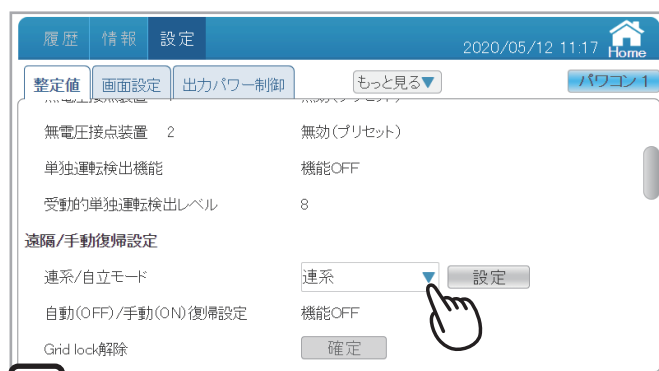 履歴 情報 設定 2020/05/12 11:17 Home
整定値 画面設定 出力パワー制御 もっと見る▼ パワコン 1
無電圧接点装置 2 無効(プリセット)
単独運転検出機能 機能OFF
受動的単独運転検出レベル 8
遠隔/手動復帰設定
連系/自立モード 連系 ▼ 設定
自動(OFF)/手動(ON)復帰設定 機能OFF
Grid lock解除 確定